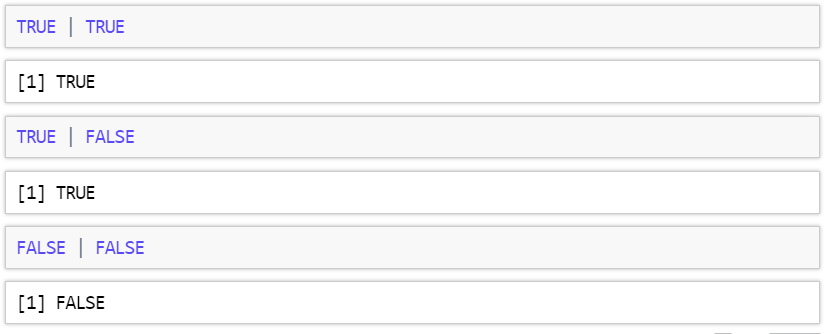 TRUE | TRUE
[1] TRUE
TRUE | FALSE
[1] TRUE
FALSE | FALSE
[1] FALSE